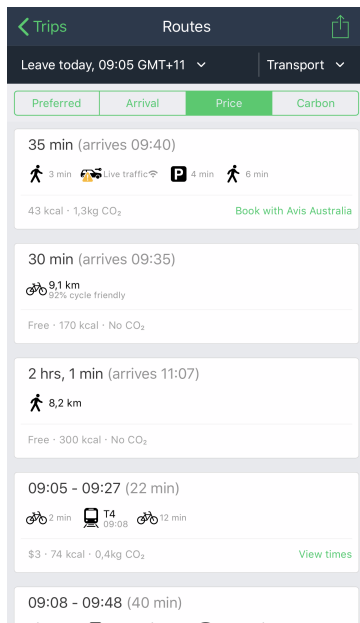 Trips
Routes
Leave today, 09:05 GMT+11
Transport
Preferred
Arrival
Price
Carbon
35 min (arrives 09:40)
3 min
Live traffic
P
4 min
6 min
43 kcal · 1,3kg CO₂
Book with Avis Australia
30 min (arrives 09:35)
9,1 km
92% cycle friendly
Free · 170 kcal · No CO₂
2 hrs, 1 min (arrives 11:07)
8,2 km
Free · 300 kcal · No CO₂
09:05 - 09:27 (22 min)
2 min
T4
09:08
12 min
$3 · 74 kcal · 0,4kg CO₂
View times
09:08 - 09:48 (40 min)